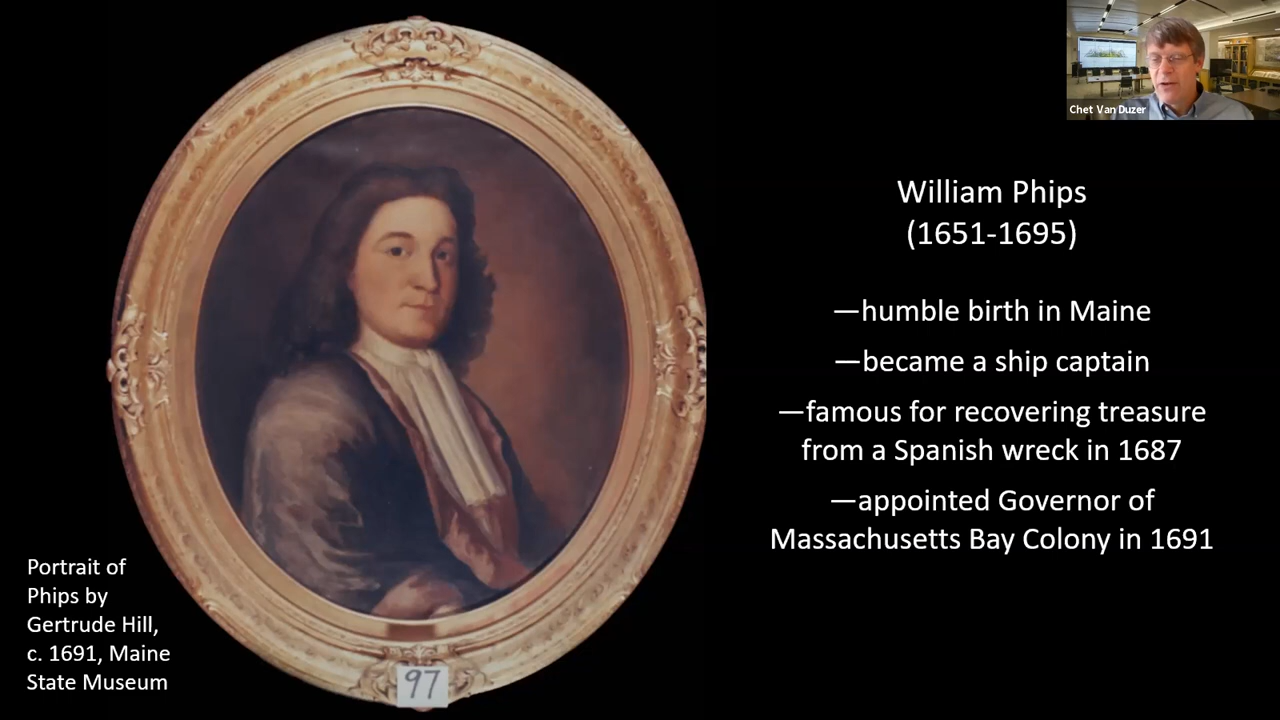 Chet Van Duzer
William Phips
(1651-1695)
—humble birth in Maine
—became a ship captain
—famous for recovering treasure
from a Spanish wreck in 1687
—appointed Governor of
Massachusetts Bay Colony in 1691
Portrait of
Phips by
Gertrude Hill,
c. 1691, Maine
State Museum
97